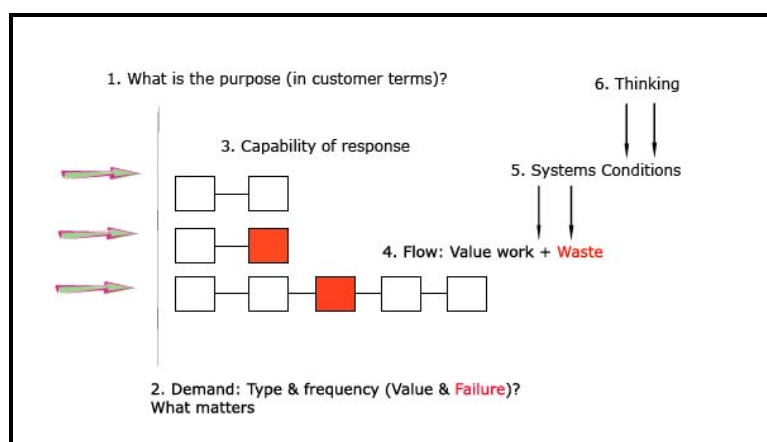 1. What is the purpose (in customer terms)?
6. Thinking
3. Capability of response
5. Systems Conditions
4. Flow: Value work + Waste
2. Demand: Type & frequency (Value & Failure)?
What matters